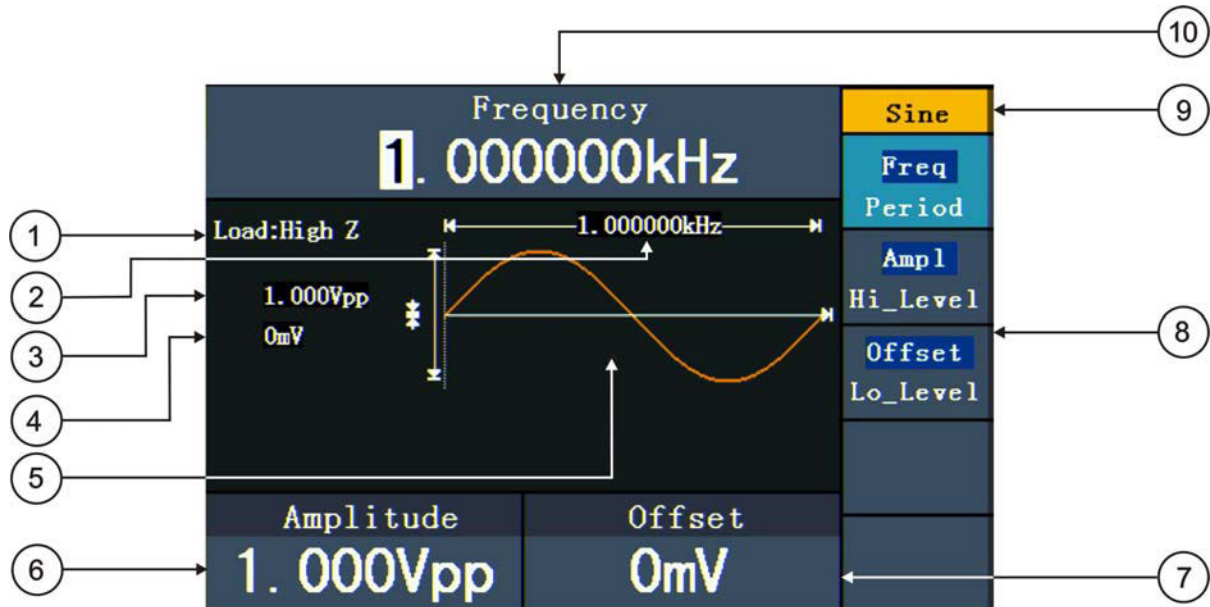 10
Frequency
1.000000kHz
Sine
9
Freq
Period
1
Load:High Z
1.000000kHz
2
Ampl
Hi_Level
3
1.000Vpp
8
4
0mV
Offset
Lo_Level
5
Amplitude
Offset
6
1.000Vpp
0mV
7